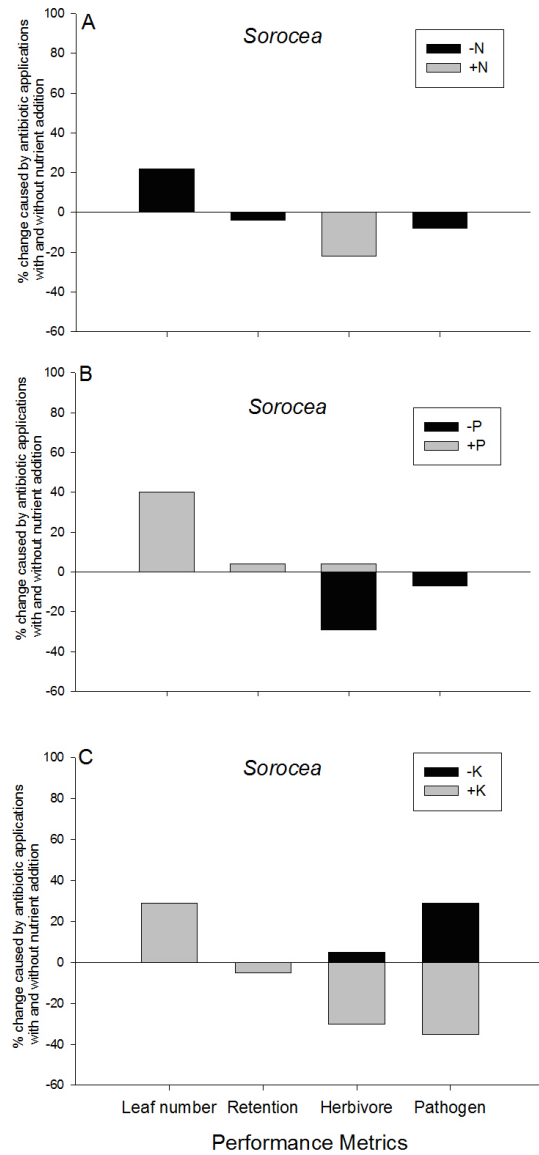 A
Sorocea
-N
+N
% change caused by antibiotic applications
with and without nutrient addition
100
80
60
40
20
0
-20
-40
-60
B
Sorocea
-P
+P
% change caused by antibiotic applications
with and without nutrient addition
100
80
60
40
20
0
-20
-40
-60
C
Sorocea
-K
+K
% change caused by antibiotic applications
with and without nutrient addition
100
80
60
40
20
0
-20
-40
-60
Leaf number Retention Herbivore Pathogen
Performance Metrics